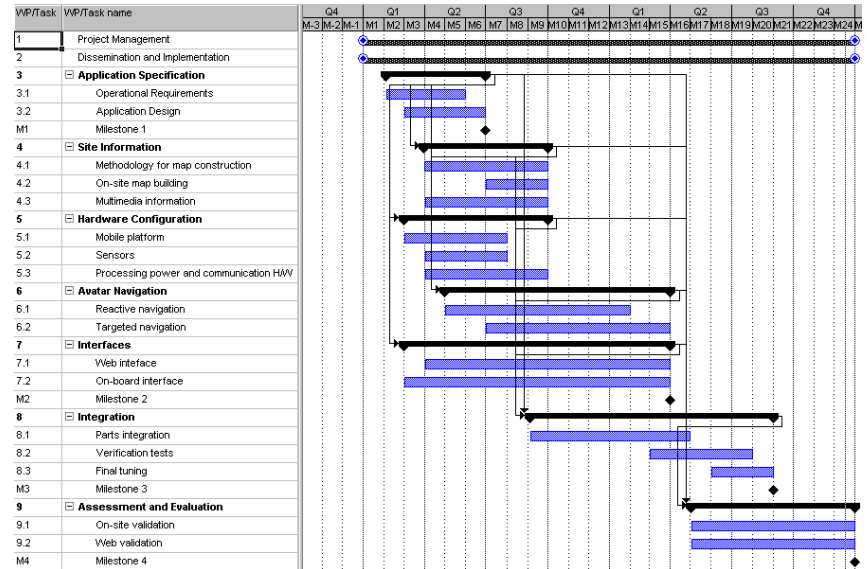 WP/Task WP/Task name Q4 Q1 Q2 Q3 Q4 Q1 Q2 Q3 Q4
M-3 M-2 M-1 M1 M2 M3 M4 M5 M6 M7 M8 M9 M10 M11 M12 M13 M14 M15 M16 M17 M18 M19 M20 M21 M22 M23 M24 M
1 Project Management
2 Dissemination and Implementation
3 Application Specification
3.1 Operational Requirements
3.2 Application Design
M1 Milestone 1
4 Site Information
4.1 Methodology for map construction
4.2 On-site map building
4.3 Multimedia information
5 Hardware Configuration
5.1 Mobile platform
5.2 Sensors
5.3 Processing power and communication H/W
6 Avatar Navigation
6.1 Reactive navigation
6.2 Targeted navigation
7 Interfaces
7.1 Web inteface
7.2 On-board interface
M2 Milestone 2
8 Integration
8.1 Parts integration
8.2 Verification tests
8.3 Final tuning
M3 Milestone 3
9 Assessment and Evaluation
9.1 On-site validation
9.2 Web validation
M4 Milestone 4